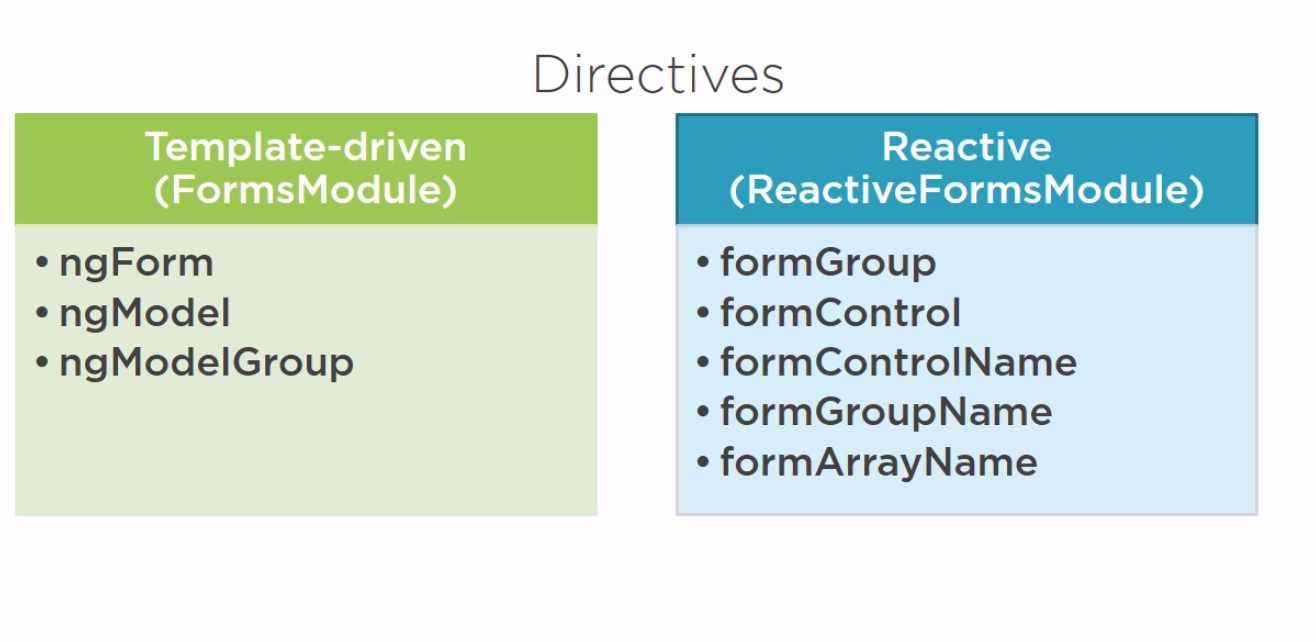 Directives
Template-driven
(FormsModule)
• ngForm
• ngModel
• ngModelGroup
Reactive
(ReactiveFormsModule)
• formGroup
• formControl
• formControlName
• formGroupName
• formArrayName